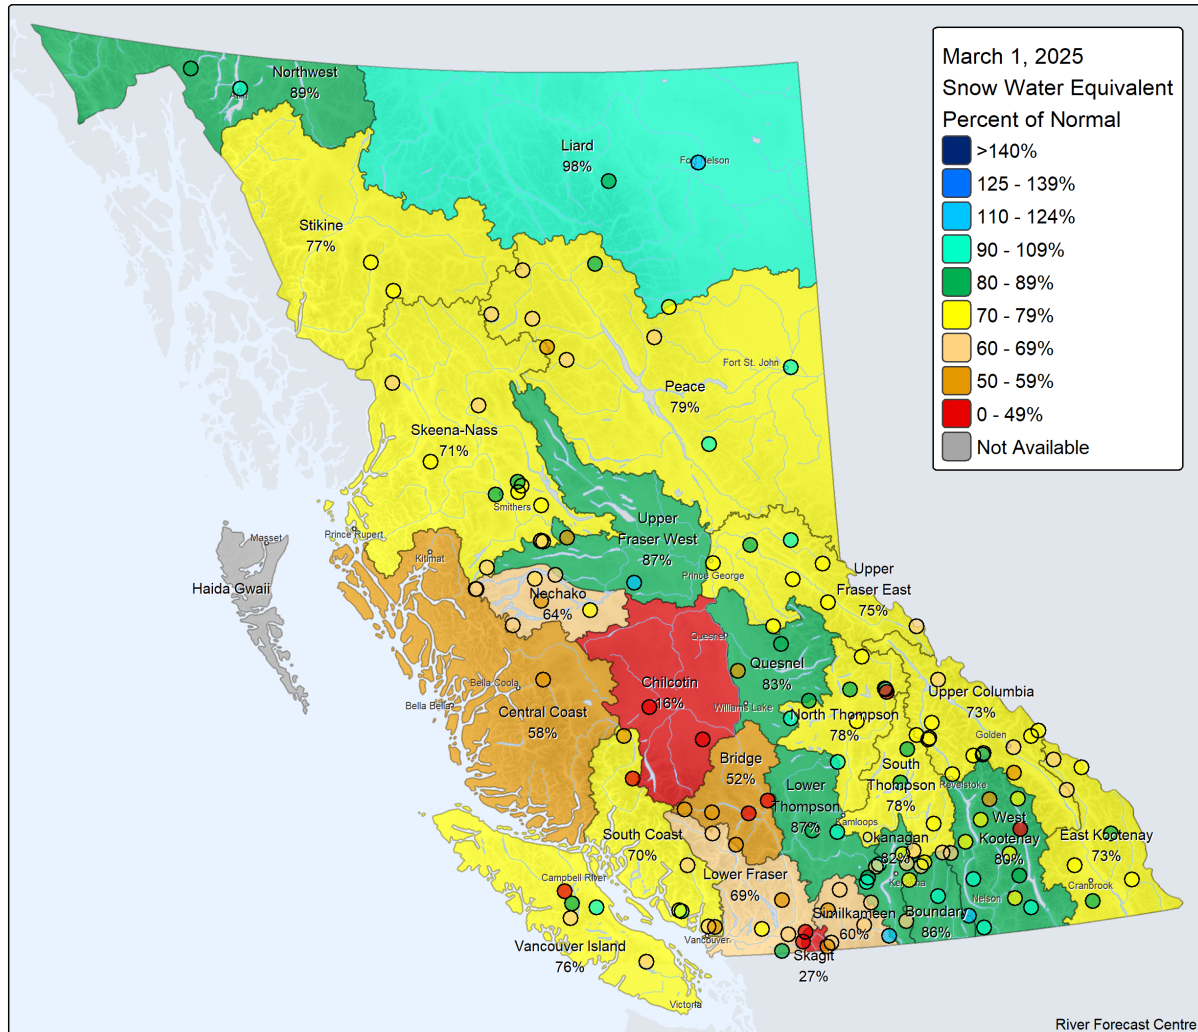 March 1, 2025
Snow Water Equivalent
Percent of Normal
>140%
125 - 139%
110 - 124%
90 - 109%
80 - 89%
70 - 79%
60 - 69%
50 - 59%
0 - 49%
Not Available
Northwest
89%
Liard
98%
Fort Nelson
Stikine
77%
Fort St. John
Peace
79%
Skeena-Nass
71%
Smithers
Upper
Fraser West
87%
Prince Rupert
Masset
Kitimat
Haida Gwaii
Prince George
Upper
Fraser East
75%
Nechako
64%
Quesnel
Quesnel
83%
Chilcotin
16%
Williams Lake
Bella Coola
Bella Bella
Central Coast
58%
North Thompson
78%
Upper Columbia
73%
Golden
Bridge
52%
South
Thompson
78%
Revelstoke
Lower
Thompson
87%
Kamloops
South Coast
70%
Okanagan
82%
West
Kootenay
80%
East Kootenay
73%
Cranbrook
Lower Fraser
69%
Campbell River
Nelson
Similkameen
60%
Boundary
86%
Vancouver
Vancouver Island
76%
Skagit
27%
Victoria
River Forecast Centre